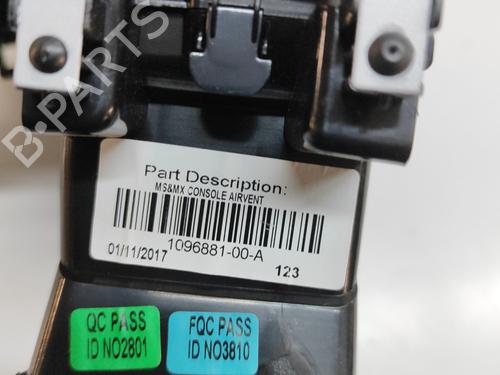 B-PARTS
Part Description:
MS&MX CONSOLE AIRVENT
1096881-00-A
01/11/2017
123
QC PASS
ID NO2801
FQC PASS
ID NO3810